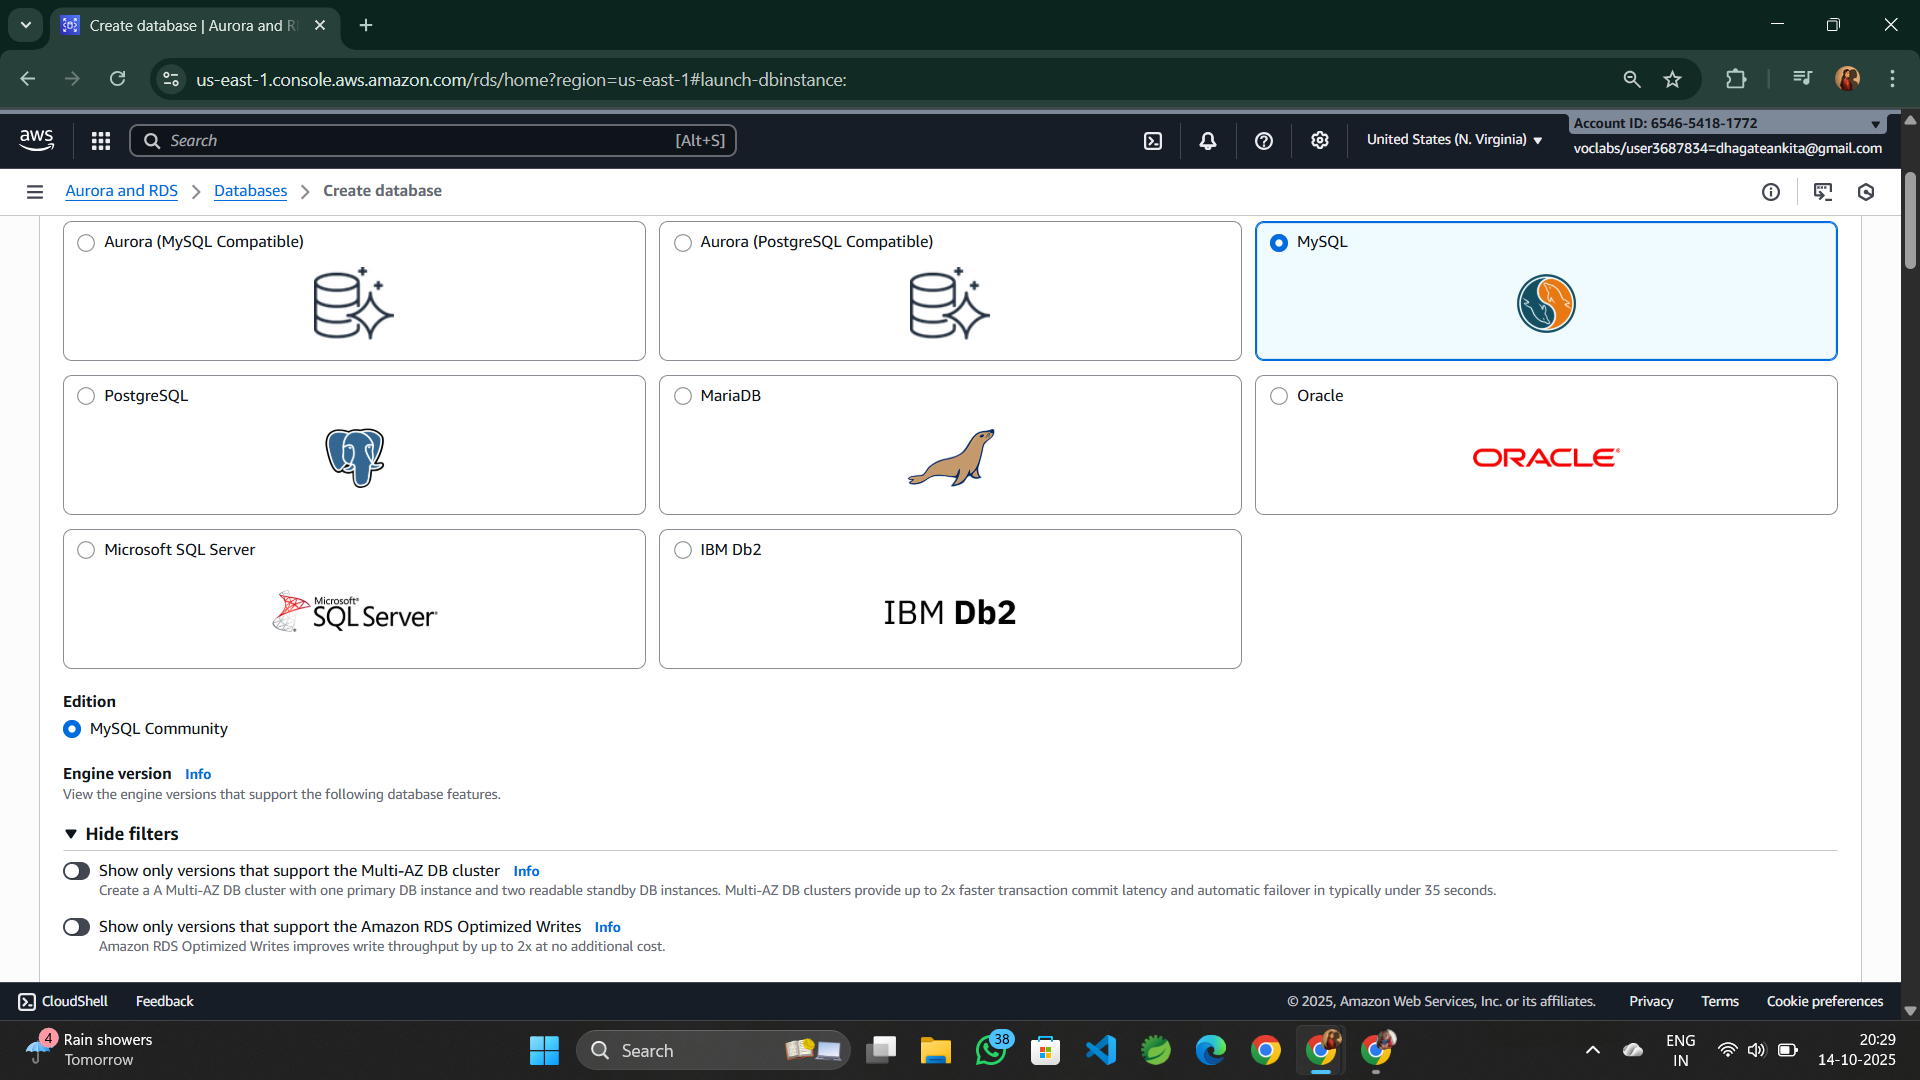 Create database | Aurora and R
us-east-1.console.aws.amazon.com/rds/home?region=us-east-1#launch-dbinstance:
aws
Search [Alt+S]
United States (N. Virginia)
Account ID: 6546-5418-1772
voclabs/user3687834=dhagateankita@gmail.com
Aurora and RDS > Databases > Create database
Aurora (MySQL Compatible)
Aurora (PostgreSQL Compatible)
MySQL
PostgreSQL
MariaDB
Oracle
ORACLE
Microsoft SQL Server
Microsoft
SQL Server
IBM Db2
IBM Db2
Edition
MySQL Community
Engine version Info
View the engine versions that support the following database features.
Hide filters
Show only versions that support the Multi-AZ DB cluster Info
Create a A Multi-AZ DB cluster with one primary DB instance and two readable standby DB instances. Multi-AZ DB clusters provide up to 2x faster transaction commit latency and automatic failover in typically under 35 seconds.
Show only versions that support the Amazon RDS Optimized Writes Info
Amazon RDS Optimized Writes improves write throughput by up to 2x at no additional cost.
CloudShell Feedback © 2025, Amazon Web Services, Inc. or its affiliates. Privacy Terms Cookie preferences
4
Rain showers
Tomorrow
Search
38
ENG
IN
20:29
14-10-2025